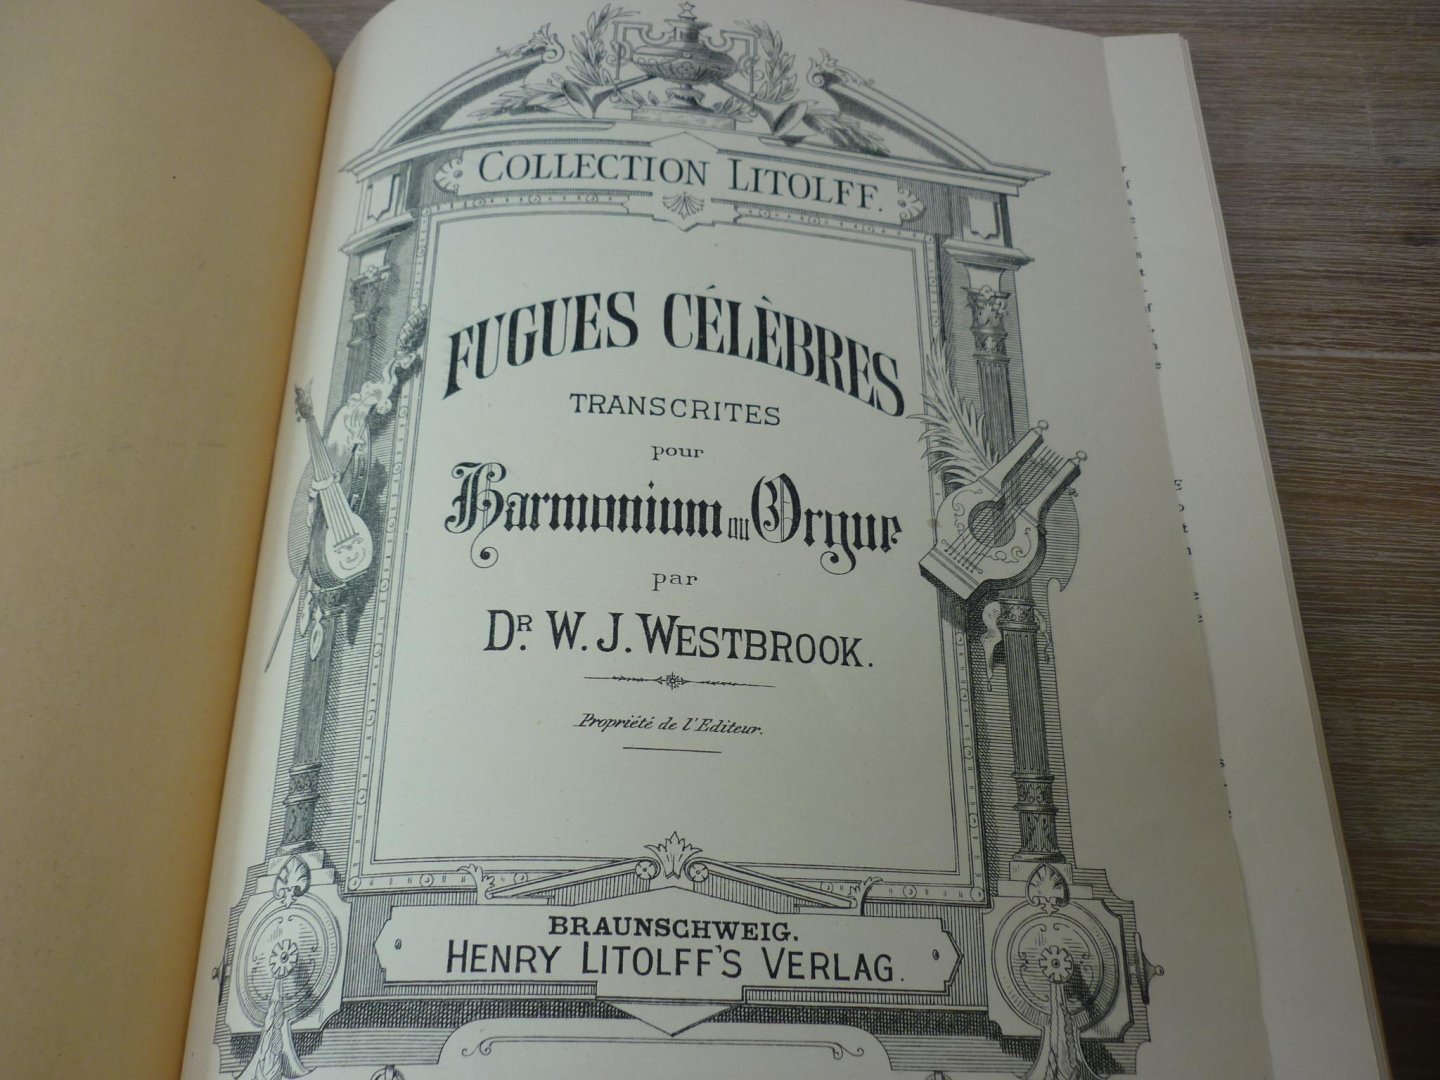 COLLECTION LITOLFF.
FUGUES CÉLÈBRES
TRANSCRITES
pour
Harmonium ou Orgue
par
DR. W. J. WESTBROOK.
Propriété de l'Editeur.
BRAUNSCHWEIG.
HENRY LITOLFF'S VERLAG.